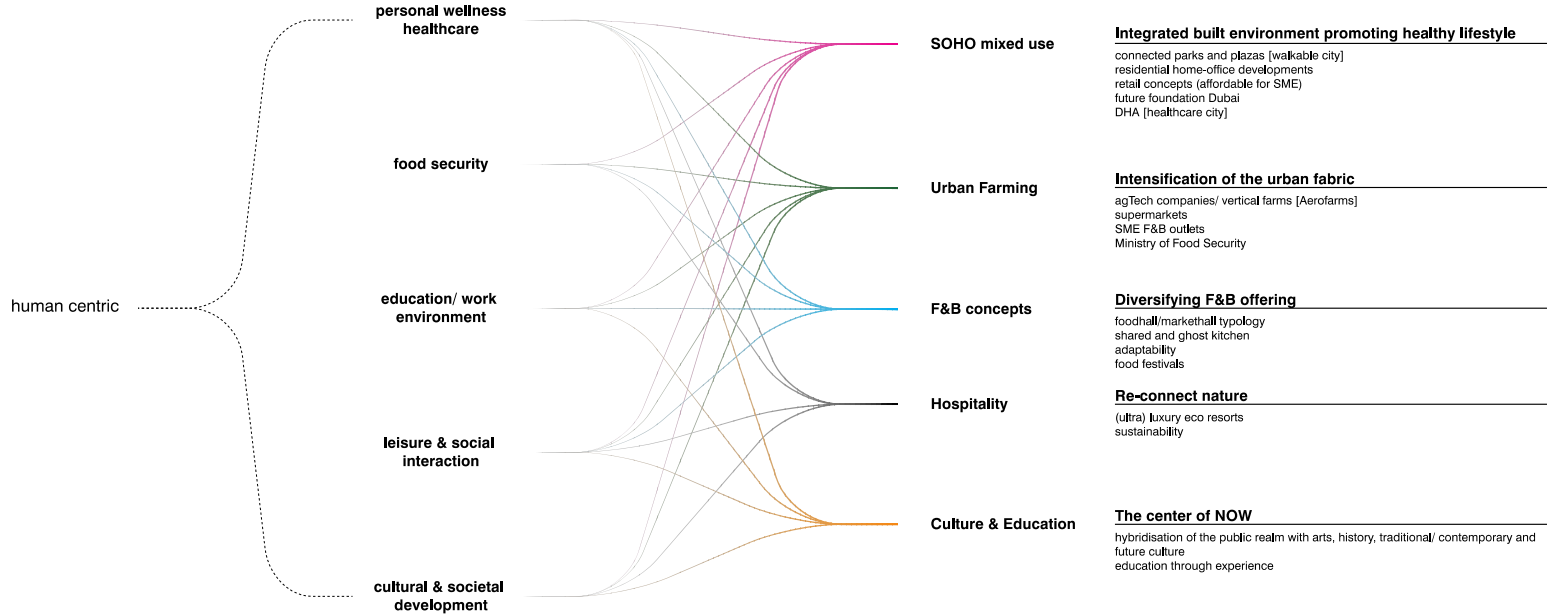 human centric
personal wellness
healthcare
food security
education/ work
environment
leisure & social
interaction
cultural & societal
development
SOHO mixed use
Urban Farming
F&B concepts
Hospitality
Culture & Education
Integrated built environment promoting healthy lifestyle
connected parks and plazas [walkable city]
residential home-office developments
retail concepts (affordable for SME)
future foundation Dubai
DHA [healthcare city]
Intensification of the urban fabric
agTech companies/ vertical farms [Aerofarms]
supermarkets
SME F&B outlets
Ministry of Food Security
Diversifying F&B offering
foodhall/markethall typology
shared and ghost kitchen
adaptability
food festivals
Re-connect nature
(ultra) luxury eco resorts
sustainability
The center of NOW
hybridisation of the public realm with arts, history, traditional/ contemporary and
future culture
education through experience